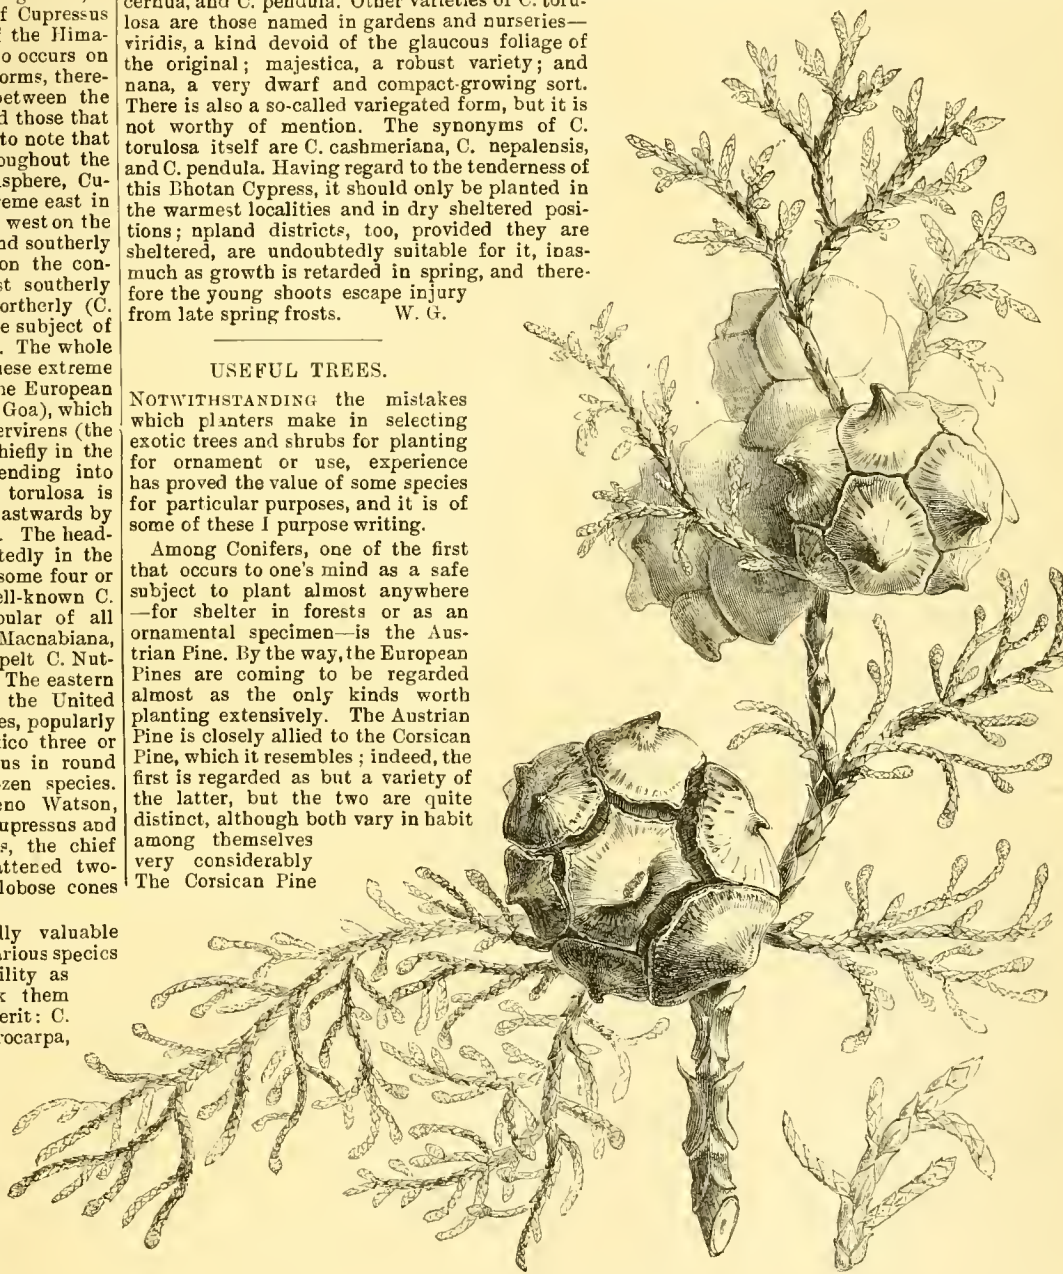 f Cupressus
the Hima-
o occurs on
orms, there-
between the
d those that
to note that
oughout the
sphere, Cu-
eme east in
west on the
nd southerly
on the con-
st southerly
ortherly (C.
e subject of
. The whole
hese extreme
he European
Goa), which
ervirens (the
hiefly in the
ending into
torulosa is
astwards by
. The head-
tedly in the
some four or
ell-known C.
pular of all
Macnabiana,
pelt C. Nut-
The eastern
the United
es, popularly
ico three or
us in round
zen species.
eno Watson,
upressus and
s, the chief
attered two-
lobose cones
lly valuable
arious species
ility as
k them
erit: C.
rocarpa,
cernua, and C. pendula. Other varieties of C. toru-
losa are those named in gardens and nurseries—
viridis, a kind devoid of the glaucous foliage of
the original; majestica, a robust variety; and
nana, a very dwarf and compact-growing sort.
There is also a so-called variegated form, but it is
not worthy of mention. The synonyms of C.
torulosa itself are C. cashmeriana, C. nepalensis,
and C. pendula. Having regard to the tenderness of
this Bhotan Cypress, it should only be planted in
the warmest localities and in dry sheltered posi-
tions; npland districts, too, provided they are
sheltered, are undoubtedly suitable for it, inas-
much as growth is retarded in spring, and there-
fore the young shoots escape injury
from late spring frosts. W. G.
USEFUL TREES.
NOTWITHSTANDING the mistakes
which planters make in selecting
exotic trees and shrubs for planting
for ornament or use, experience
has proved the value of some species
for particular purposes, and it is of
some of these I purpose writing.
Among Conifers, one of the first
that occurs to one's mind as a safe
subject to plant almost anywhere
—for shelter in forests or as an
ornamental specimen—is the Aus-
trian Pine. By the way, the European
Pines are coming to be regarded
almost as the only kinds worth
planting extensively. The Austrian
Pine is closely allied to the Corsican
Pine, which it resembles; indeed, the
first is regarded as but a variety of
the latter, but the two are quite
distinct, although both vary in habit
among themselves
very considerably
The Corsican Pine